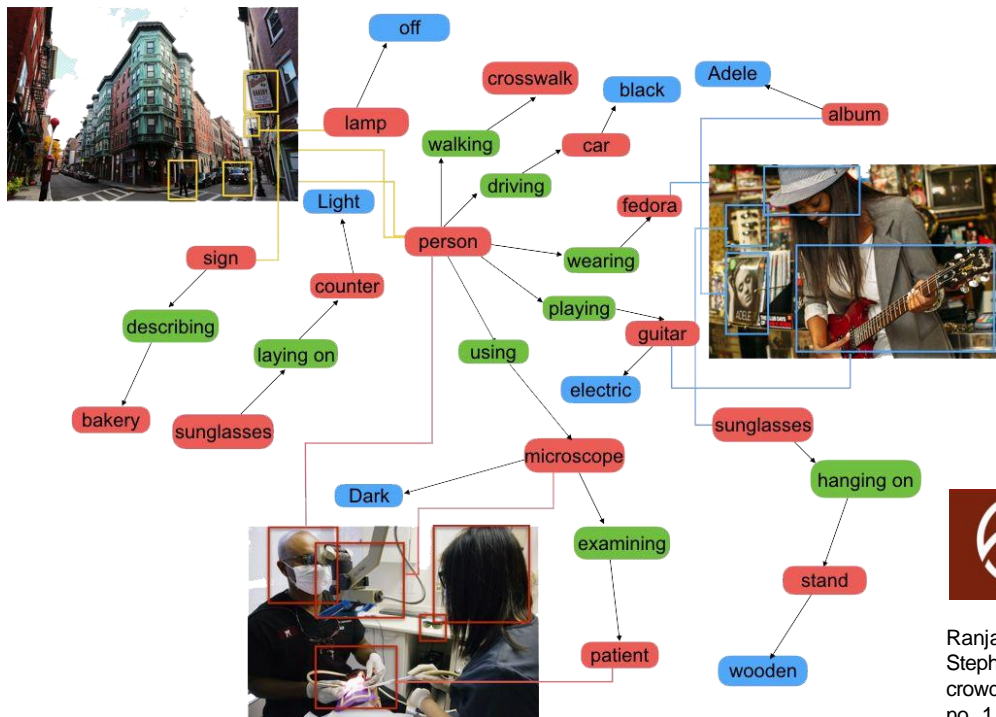 off
crosswalk
black
Adele
lamp
walking
car
album
driving
Light
fedora
person
sign
wearing
counter
playing
describing
guitar
laying on
using
electric
bakery
sunglasses
sunglasses
microscope
hanging on
Dark
examining
stand
patient
wooden
ADELE
BAKERY
Ranja
Steph
crowd
no. 1